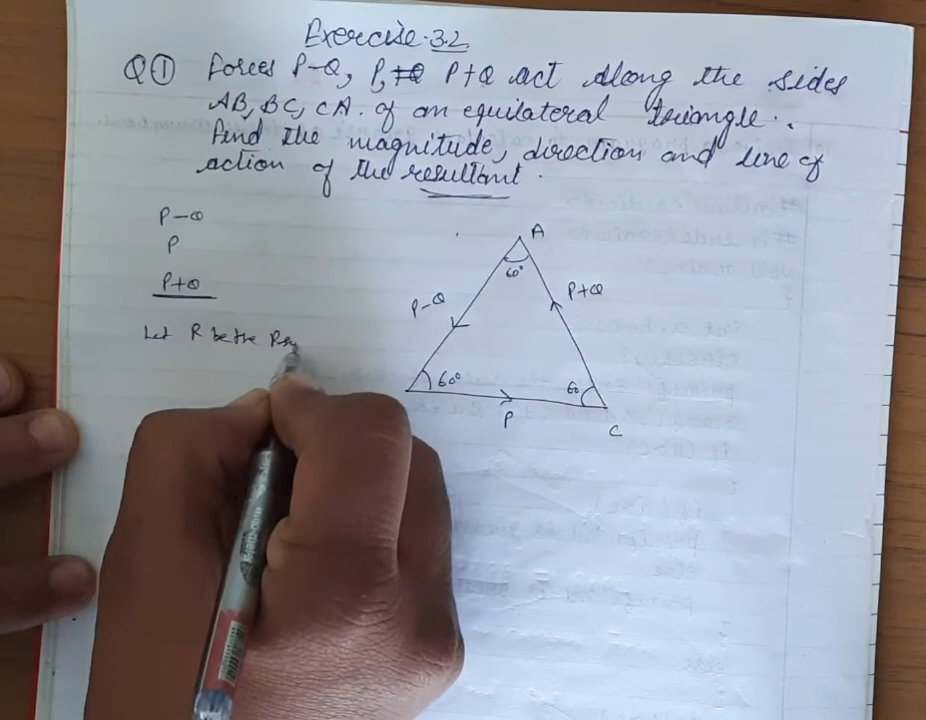 Exercise-3.2
Q① Forces P-Q, P, P+Q act along the sides
AB, BC, CA. of an equilateral triangle.
Find the magnitude, direction and line of
action of the resultant.
P-Q
P
P+Q
Let R be the
A
60°
P-Q
P+Q
60°
60
P
C